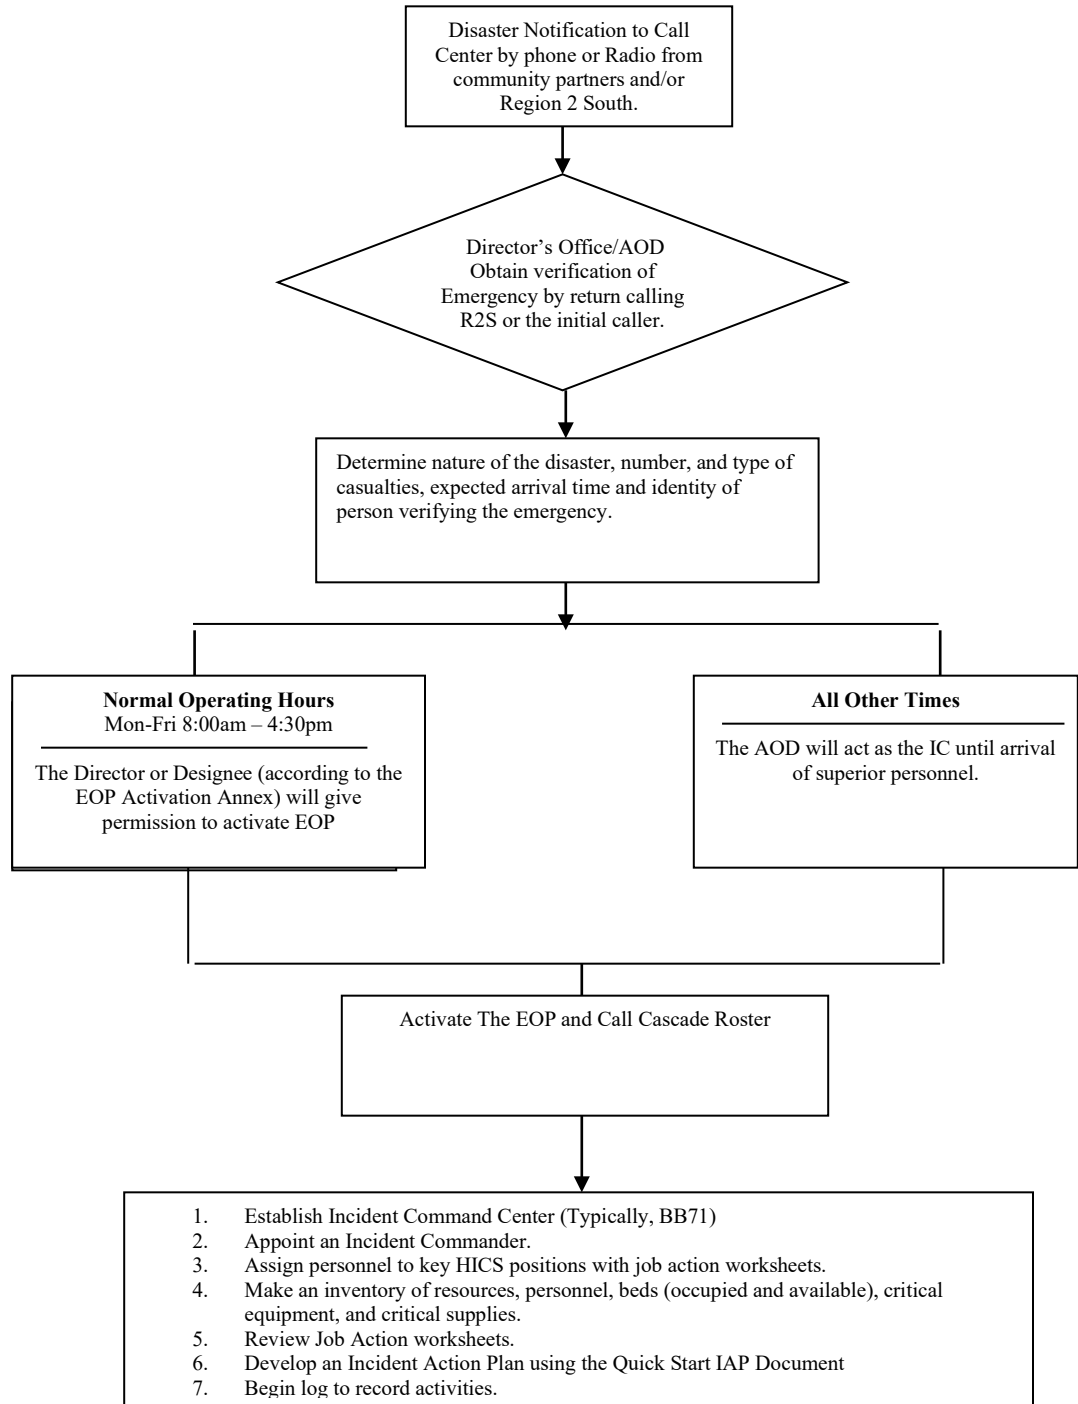 Disaster Notification to Call
Center by phone or Radio from
community partners and/or
Region 2 South.
Director’s Office/AOD
Obtain verification of
Emergency by return calling
R2S or the initial caller.
Determine nature of the disaster, number, and type of
casualties, expected arrival time and identity of
person verifying the emergency.
Normal Operating Hours
Mon-Fri 8:00am – 4:30pm
The Director or Designee (according to the
EOP Activation Annex) will give
permission to activate EOP
All Other Times
The AOD will act as the IC until arrival
of superior personnel.
Activate The EOP and Call Cascade Roster
1. Establish Incident Command Center (Typically, BB71)
2. Appoint an Incident Commander.
3. Assign personnel to key HICS positions with job action worksheets.
4. Make an inventory of resources, personnel, beds (occupied and available), critical
equipment, and critical supplies.
5. Review Job Action worksheets.
6. Develop an Incident Action Plan using the Quick Start IAP Document
7. Begin log to record activities.